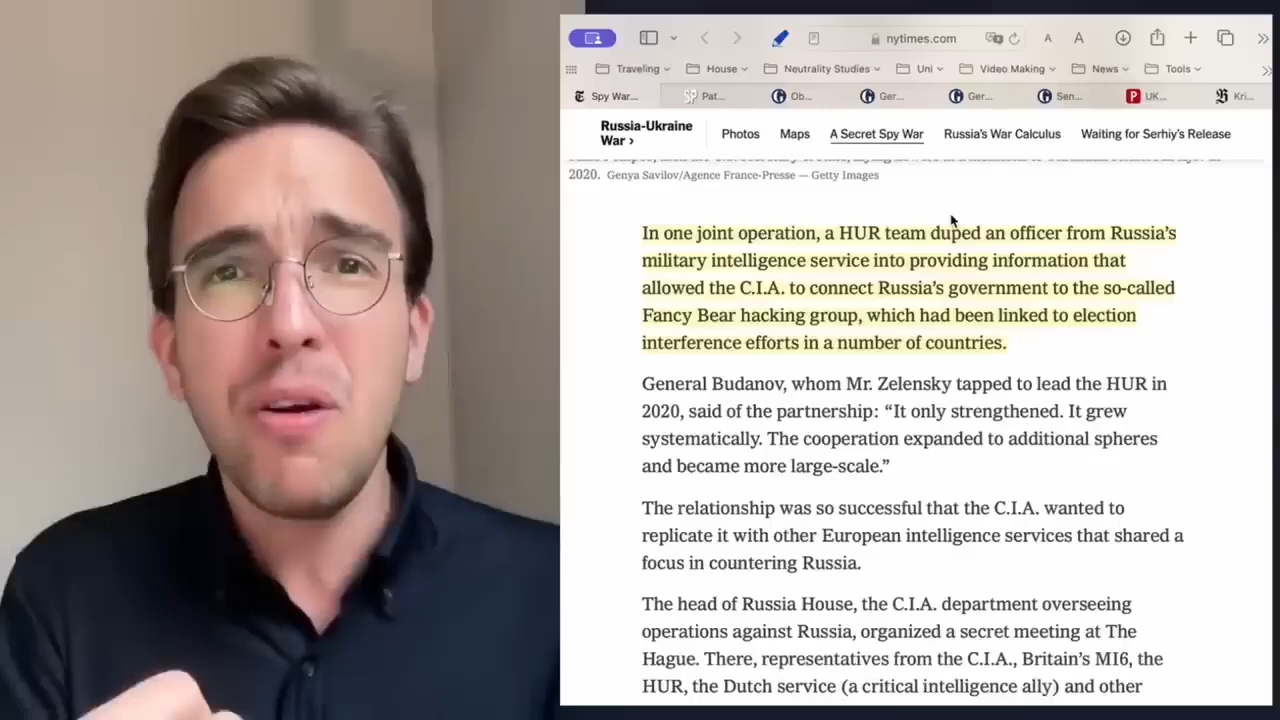 nytimes.com
A A
Traveling House Neutrality Studies Uni Video Making News Tools
Spy War... SP Pat... Ob... Ger... Ger... Sen... P UK... Kri...
Russia-Ukraine
War ›
Photos Maps A Secret Spy War Russia's War Calculus Waiting for Serhiy's Release
2020. Genya Savilov/Agence France-Presse — Getty Images
In one joint operation, a HUR team duped an officer from Russia's
military intelligence service into providing information that
allowed the C.I.A. to connect Russia's government to the so-called
Fancy Bear hacking group, which had been linked to election
interference efforts in a number of countries.
General Budanov, whom Mr. Zelensky tapped to lead the HUR in
2020, said of the partnership: “It only strengthened. It grew
systematically. The cooperation expanded to additional spheres
and became more large-scale.”
The relationship was so successful that the C.I.A. wanted to
replicate it with other European intelligence services that shared a
focus in countering Russia.
The head of Russia House, the C.I.A. department overseeing
operations against Russia, organized a secret meeting at The
Hague. There, representatives from the C.I.A., Britain's MI6, the
HUR, the Dutch service (a critical intelligence ally) and other